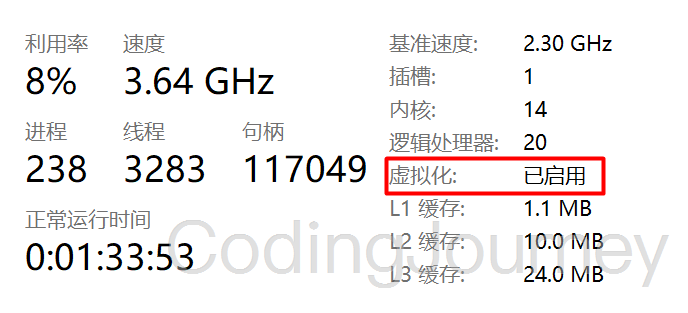 利用率 速度
8% 3.64 GHz
进程 线程 句柄
238 3283 117049
正常运行时间
0:01:33:53
基准速度: 2.30 GHz
插槽: 1
内核: 14
逻辑处理器: 20
虚拟化: 已启用
L1 缓存: 1.1 MB
L2 缓存: 10.0 MB
L3 缓存: 24.0 MB
CodingJourney